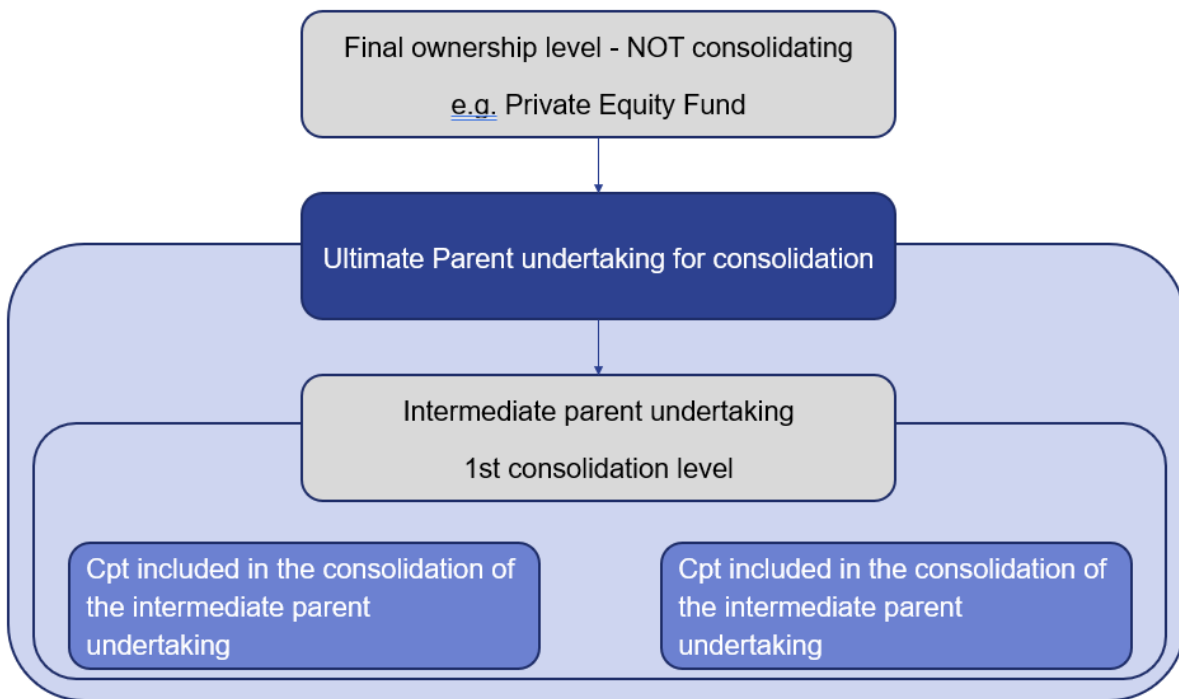 Final ownership level - NOT consolidating
e.g. Private Equity Fund
Ultimate Parent undertaking for consolidation
Intermediate parent undertaking
1st consolidation level
Cpt included in the consolidation of
the intermediate parent
undertaking
Cpt included in the consolidation of
the intermediate parent
undertaking